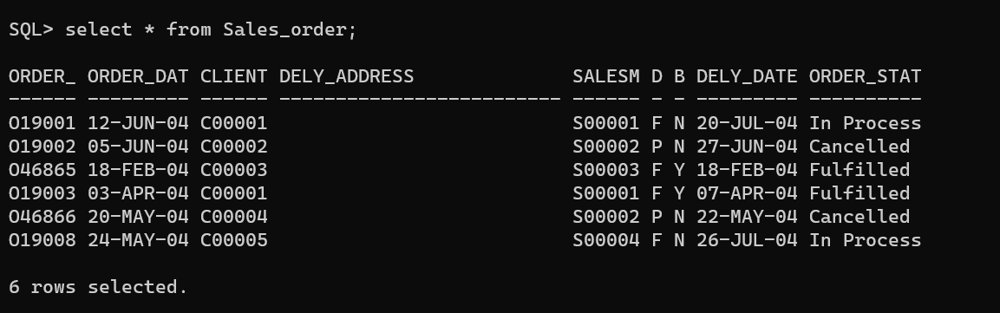 SQL> select * from Sales_order;
ORDER_ ORDER_DAT CLIENT DELY_ADDRESS              SALESM D B DELY_DATE ORDER_STAT
------ --------- ------ ------------------------- ------ - - --------- ----------
O19001 12-JUN-04 C00001                           S00001 F N 20-JUL-04 In Process
O19002 05-JUN-04 C00002                           S00002 P N 27-JUN-04 Cancelled
O46865 18-FEB-04 C00003                           S00003 F Y 18-FEB-04 Fulfilled
O19003 03-APR-04 C00001                           S00001 F Y 07-APR-04 Fulfilled
O46866 20-MAY-04 C00004                           S00002 P N 22-MAY-04 Cancelled
O19008 24-MAY-04 C00005                           S00004 F N 26-JUL-04 In Process
6 rows selected.